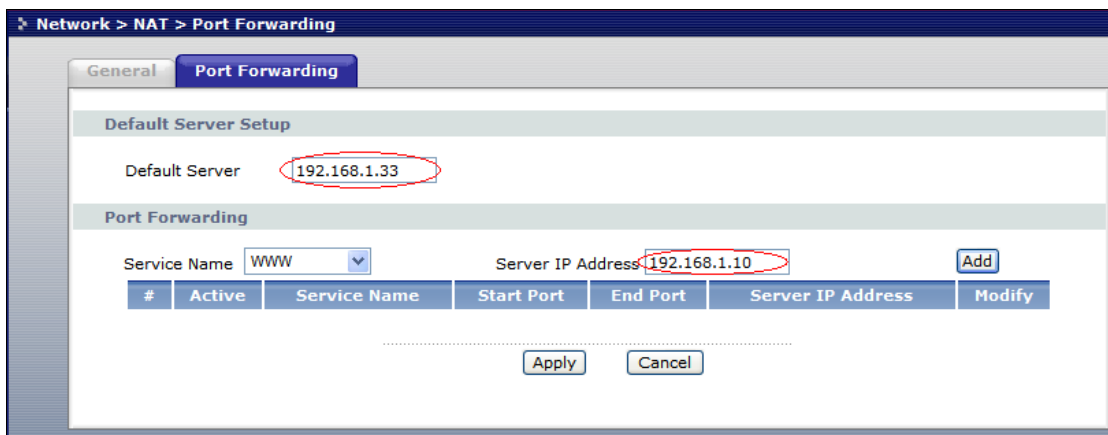 Network > NAT > Port Forwarding
General Port Forwarding
Default Server Setup
Default Server 192.168.1.33
Port Forwarding
Service Name WWW Server IP Address 192.168.1.10 Add
# Active Service Name Start Port End Port Server IP Address Modify
Apply Cancel